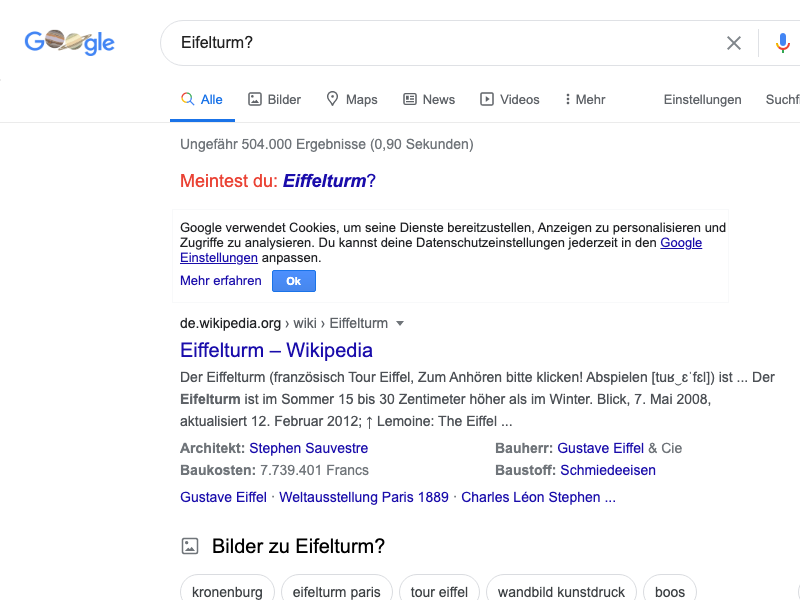 Google
Eifelturm?
Alle Bilder Maps News Videos Mehr Einstellungen Suchfi
Ungefähr 504.000 Ergebnisse (0,90 Sekunden)
Meintest du: Eiffelturm?
Google verwendet Cookies, um seine Dienste bereitzustellen, Anzeigen zu personalisieren und
Zugriffe zu analysieren. Du kannst deine Datenschutzeinstellungen jederzeit in den Google
Einstellungen anpassen.
Mehr erfahren Ok
de.wikipedia.org › wiki › Eiffelturm
Eiffelturm – Wikipedia
Der Eiffelturm (französisch Tour Eiffel, Zum Anhören bitte klicken! Abspielen [tuʁ‿ɛˈfɛl]) ist ... Der
Eifelturm ist im Sommer 15 bis 30 Zentimeter höher als im Winter. Blick, 7. Mai 2008,
aktualisiert 12. Februar 2012; ↑ Lemoine: The Eiffel ...
Architekt: Stephen Sauvestre Bauherr: Gustave Eiffel & Cie
Baukosten: 7.739.401 Francs Baustoff: Schmiedeeisen
Gustave Eiffel · Weltausstellung Paris 1889 · Charles Léon Stephen ...
Bilder zu Eifelturm?
kronenburg eifelturm paris tour eiffel wandbild kunstdruck boos